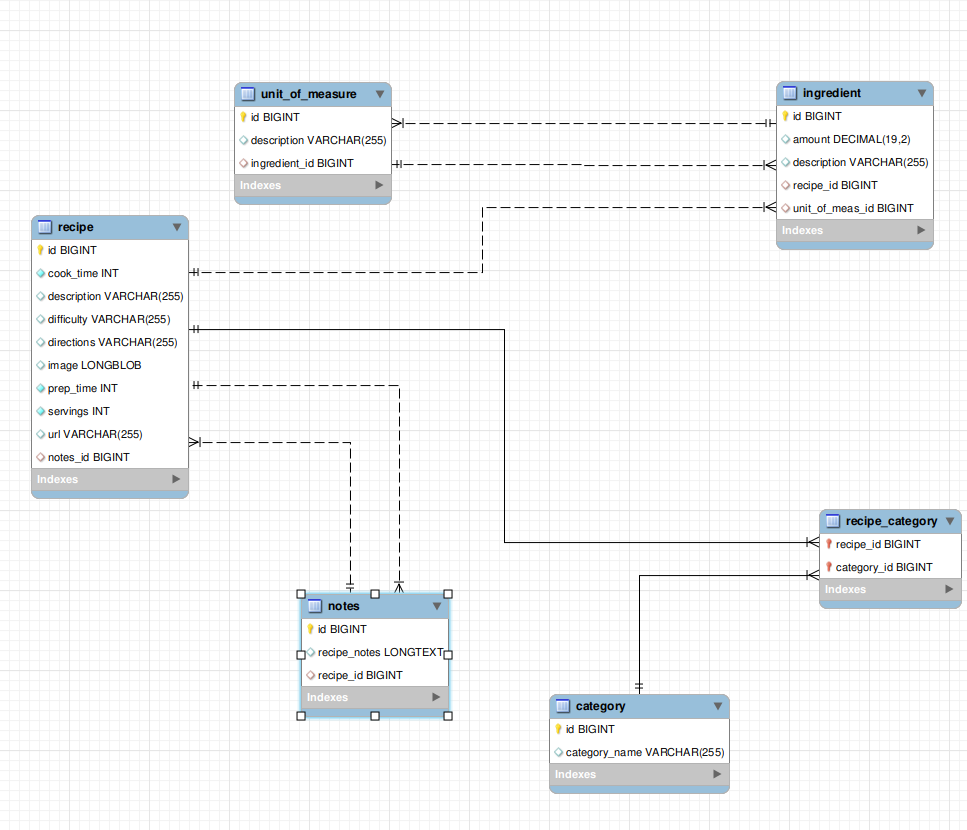 unit_of_measure
id BIGINT
description VARCHAR(255)
ingredient_id BIGINT
Indexes
ingredient
id BIGINT
amount DECIMAL(19,2)
description VARCHAR(255)
recipe_id BIGINT
unit_of_meas_id BIGINT
Indexes
recipe
id BIGINT
cook_time INT
description VARCHAR(255)
difficulty VARCHAR(255)
directions VARCHAR(255)
image LONGBLOB
prep_time INT
servings INT
url VARCHAR(255)
notes_id BIGINT
Indexes
recipe_category
recipe_id BIGINT
category_id BIGINT
Indexes
notes
id BIGINT
recipe_notes LONGTEXT
recipe_id BIGINT
Indexes
category
id BIGINT
category_name VARCHAR(255)
Indexes